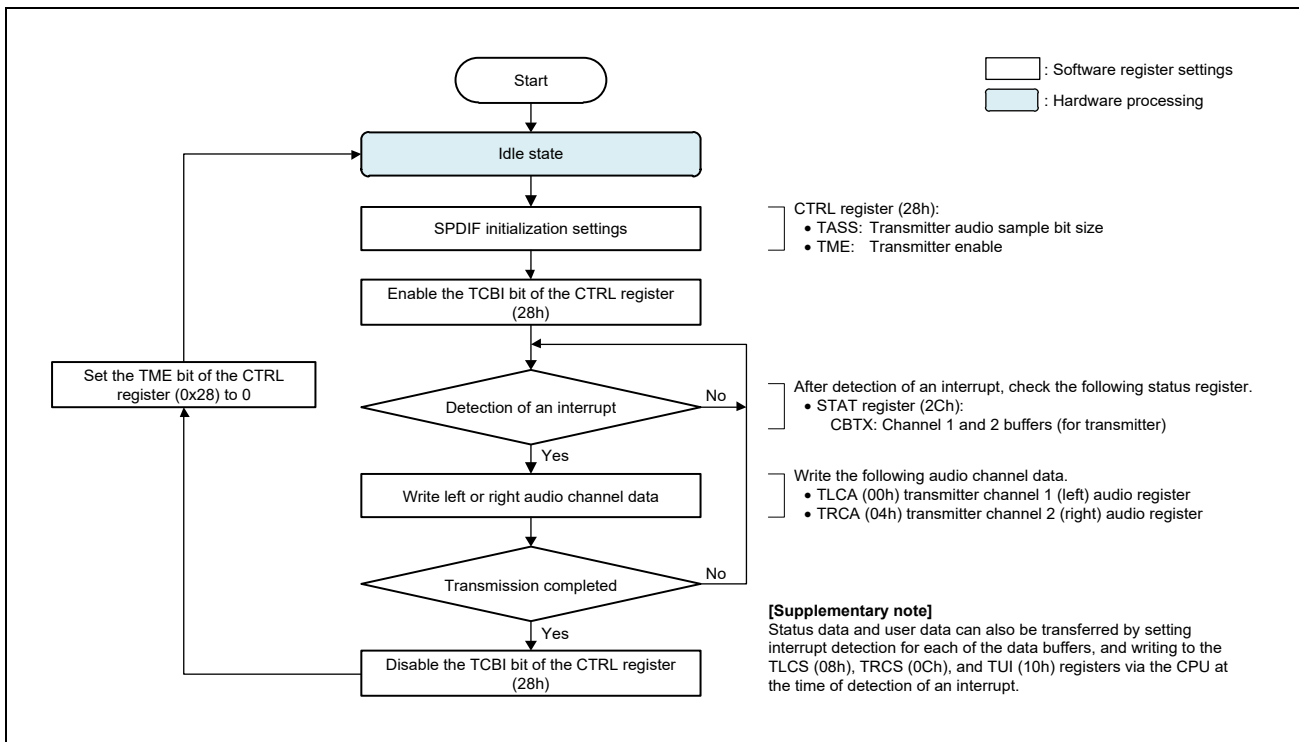 Start
: Software register settings
: Hardware processing
Idle state
SPDIF initialization settings
CTRL register (28h):
• TASS: Transmitter audio sample bit size
• TME: Transmitter enable
Enable the TCBI bit of the CTRL register
(28h)
Set the TME bit of the CTRL
register (0x28) to 0
Detection of an interrupt
No
After detection of an interrupt, check the following status register.
• STAT register (2Ch):
CBTX: Channel 1 and 2 buffers (for transmitter)
Yes
Write left or right audio channel data
Write the following audio channel data.
• TLCA (00h) transmitter channel 1 (left) audio register
• TRCA (04h) transmitter channel 2 (right) audio register
Transmission completed
No
Yes
Disable the TCBI bit of the CTRL register
(28h)
[Supplementary note]
Status data and user data can also be transferred by setting
interrupt detection for each of the data buffers, and writing to the
TLCS (08h), TRCS (0Ch), and TUI (10h) registers via the CPU at
the time of detection of an interrupt.